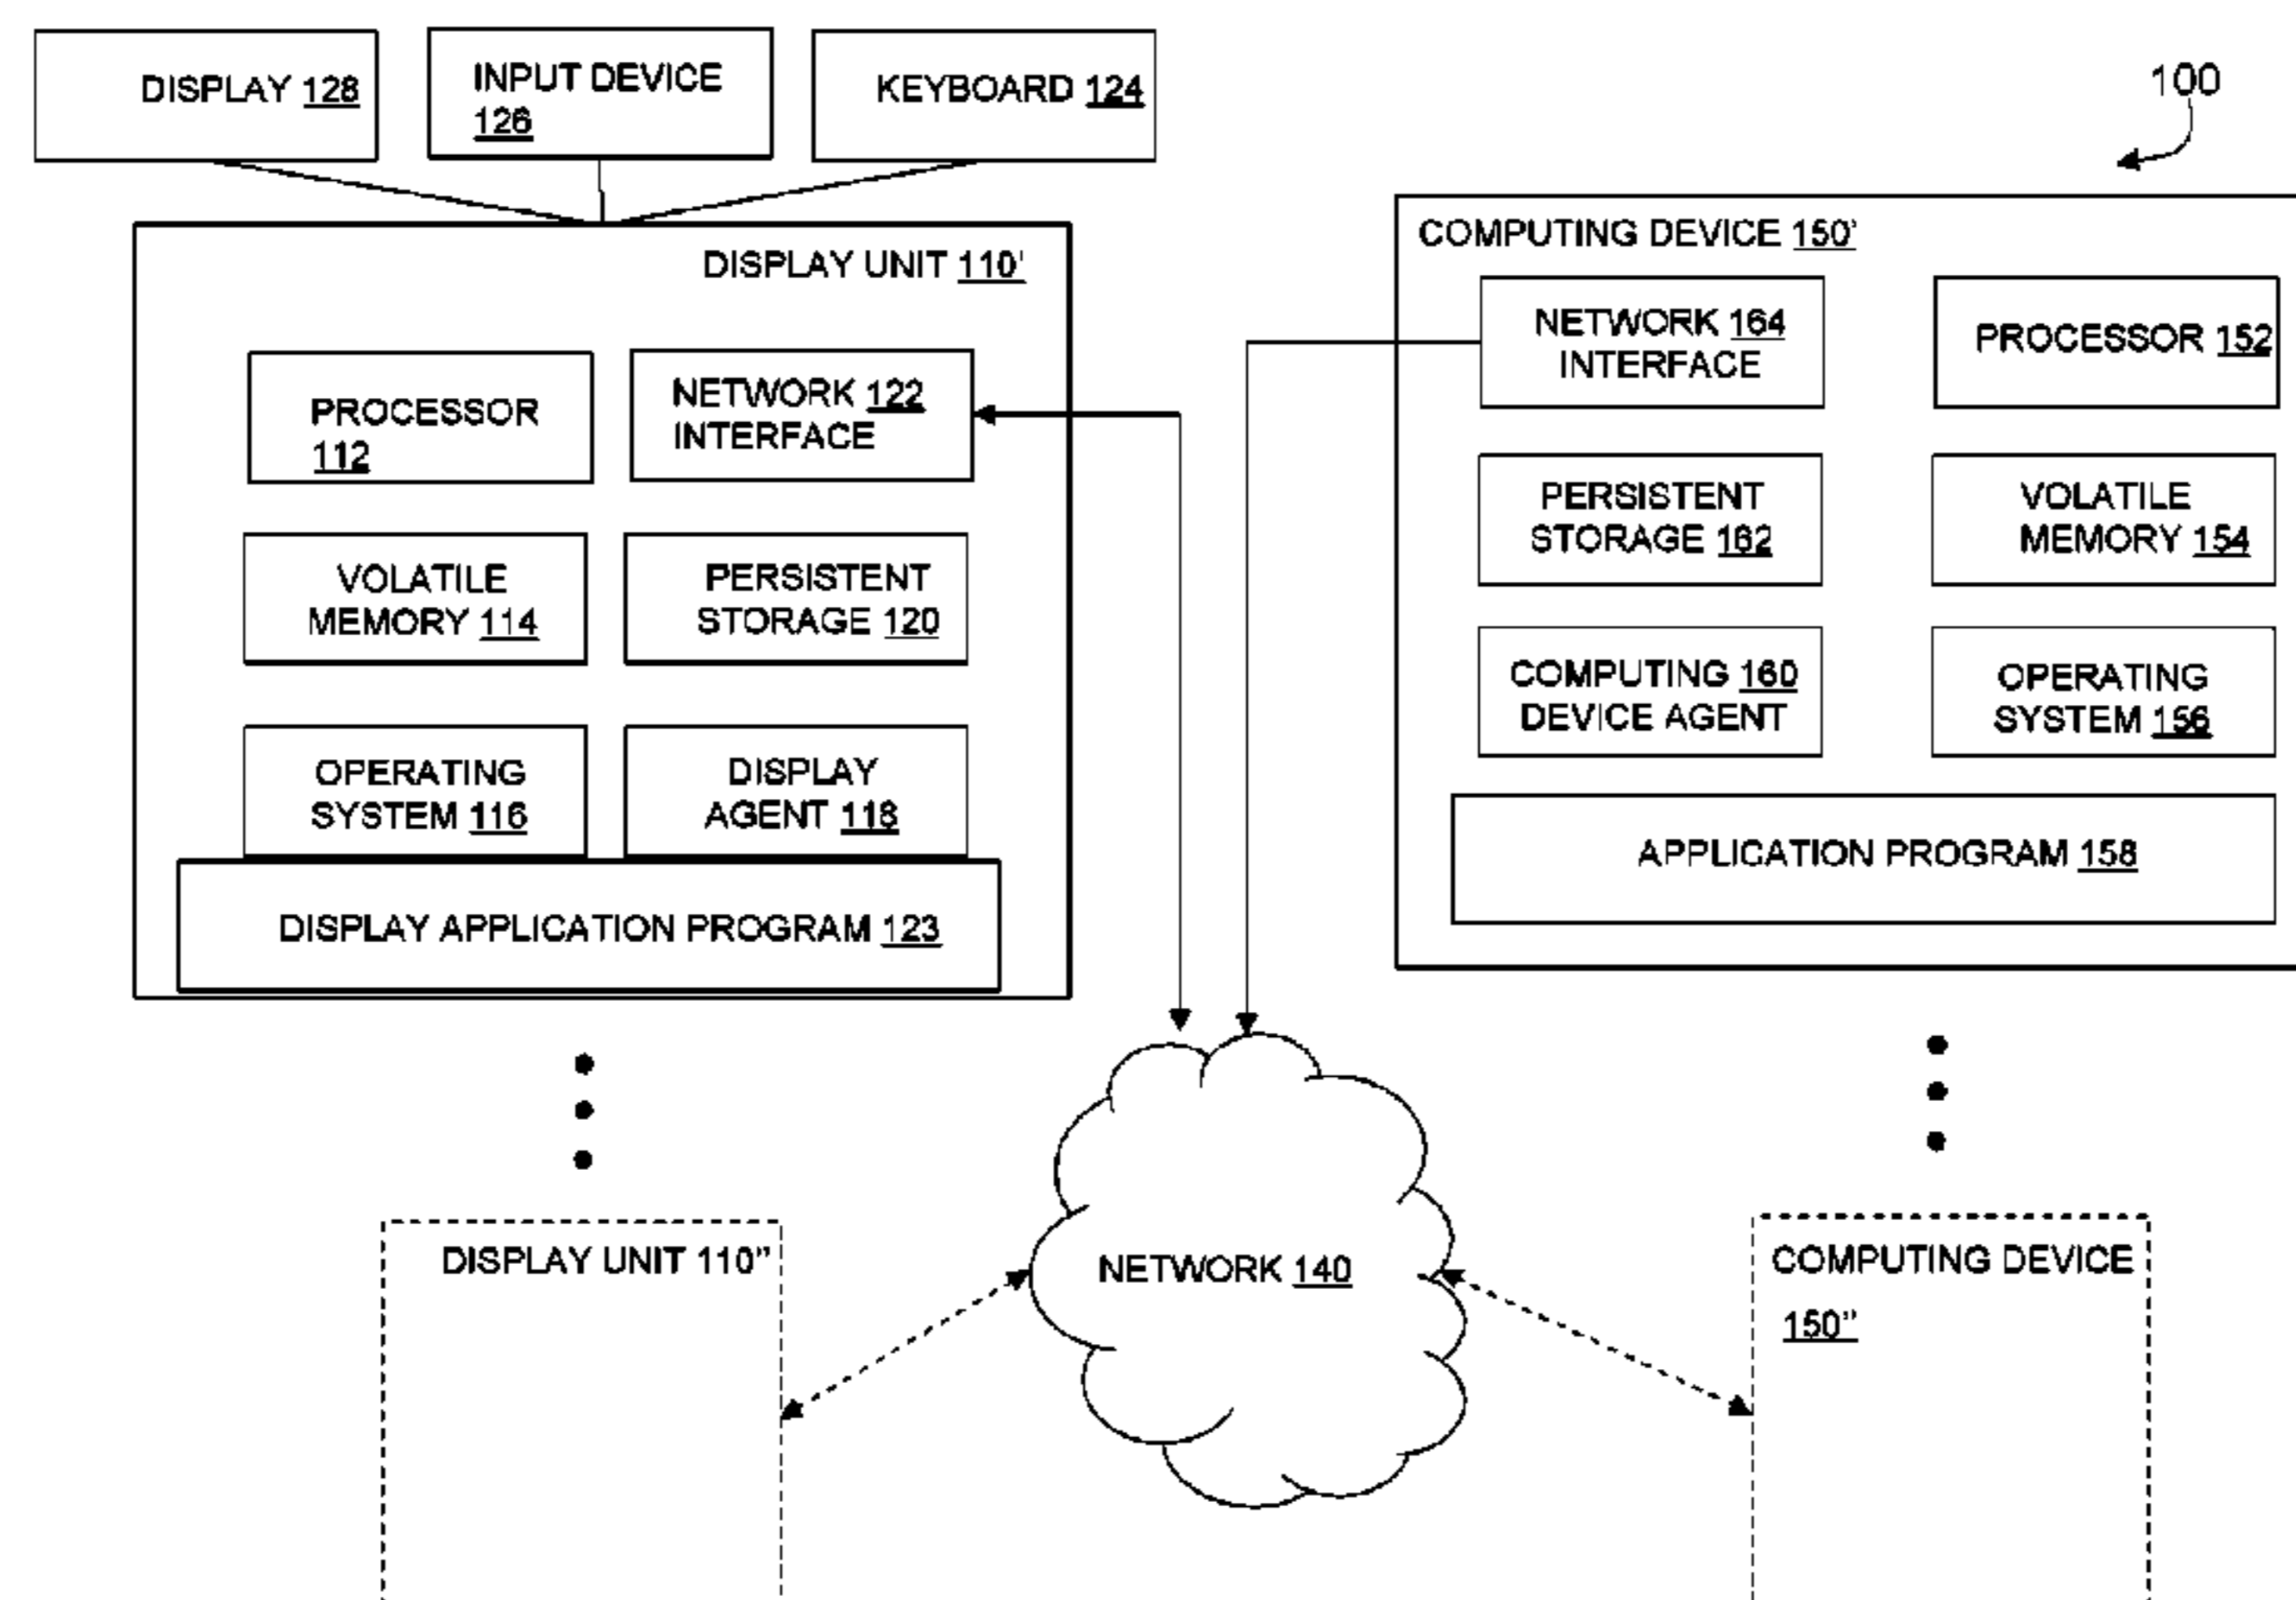 DISPLAY 128
INPUT DEVICE
126
KEYBOARD 124
100
DISPLAY UNIT 110'
PROCESSOR
112
NETWORK 122
INTERFACE
VOLATILE
MEMORY 114
PERSISTENT
STORAGE 120
OPERATING
SYSTEM 116
DISPLAY
AGENT 118
DISPLAY APPLICATION PROGRAM 123
COMPUTING DEVICE 150'
NETWORK 164
INTERFACE
PROCESSOR 152
PERSISTENT
STORAGE 162
VOLATILE
MEMORY 154
COMPUTING 160
DEVICE AGENT
OPERATING
SYSTEM 156
APPLICATION PROGRAM 158
DISPLAY UNIT 110"
NETWORK 140
COMPUTING DEVICE
150"